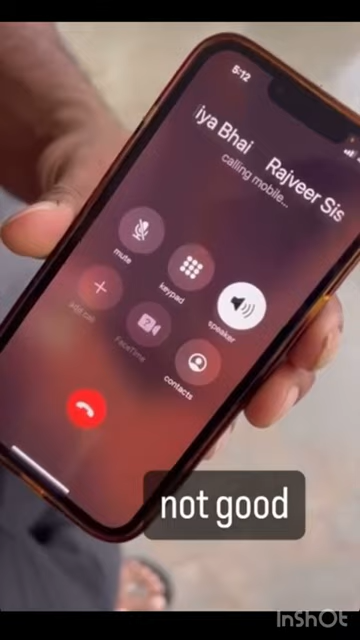 5:12
iya Bhai Rajveer Sis
calling mobile...
mute
keypad
speaker
add call
FaceTime
contacts
not good
InShOt